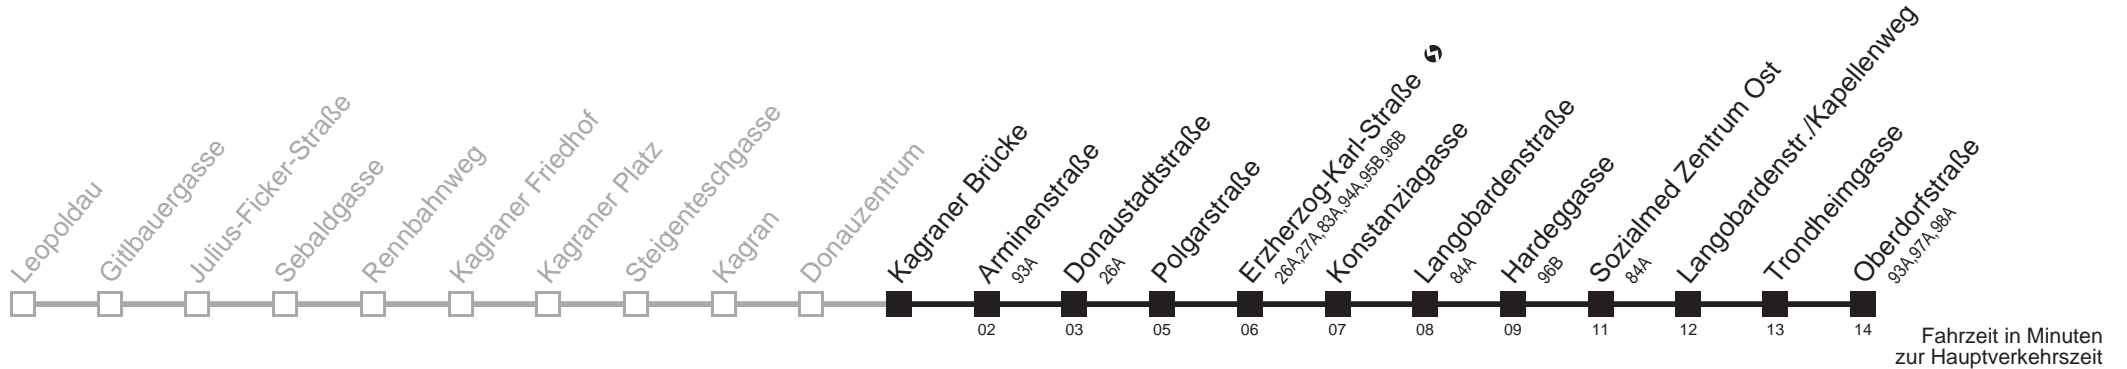 Leopoldau
Gitlbauergasse
Julius-Ficker-Straße
Sebaldgasse
Rennbahnweg
Kagraner Friedhof
Kagraner Platz
Steigenteschgasse
Kagran
Donauzentrum
Kagraner Brücke
Arminenstraße
93A
02
Donaustadtstraße
26A
03
Polgarstraße
05
Erzherzog-Karl-Straße
26A,27A,83A,94A,95B,96B
06
Konstanziagasse
07
Langobardenstraße
84A
08
Hardeggasse
96B
09
Sozialmed Zentrum Ost
84A
11
Langobardenstr./Kapellenweg
12
Trondheimgasse
13
Oberdorfstraße
93A,97A,98A
14
Fahrzeit in Minuten
zur Hauptverkehrszeit